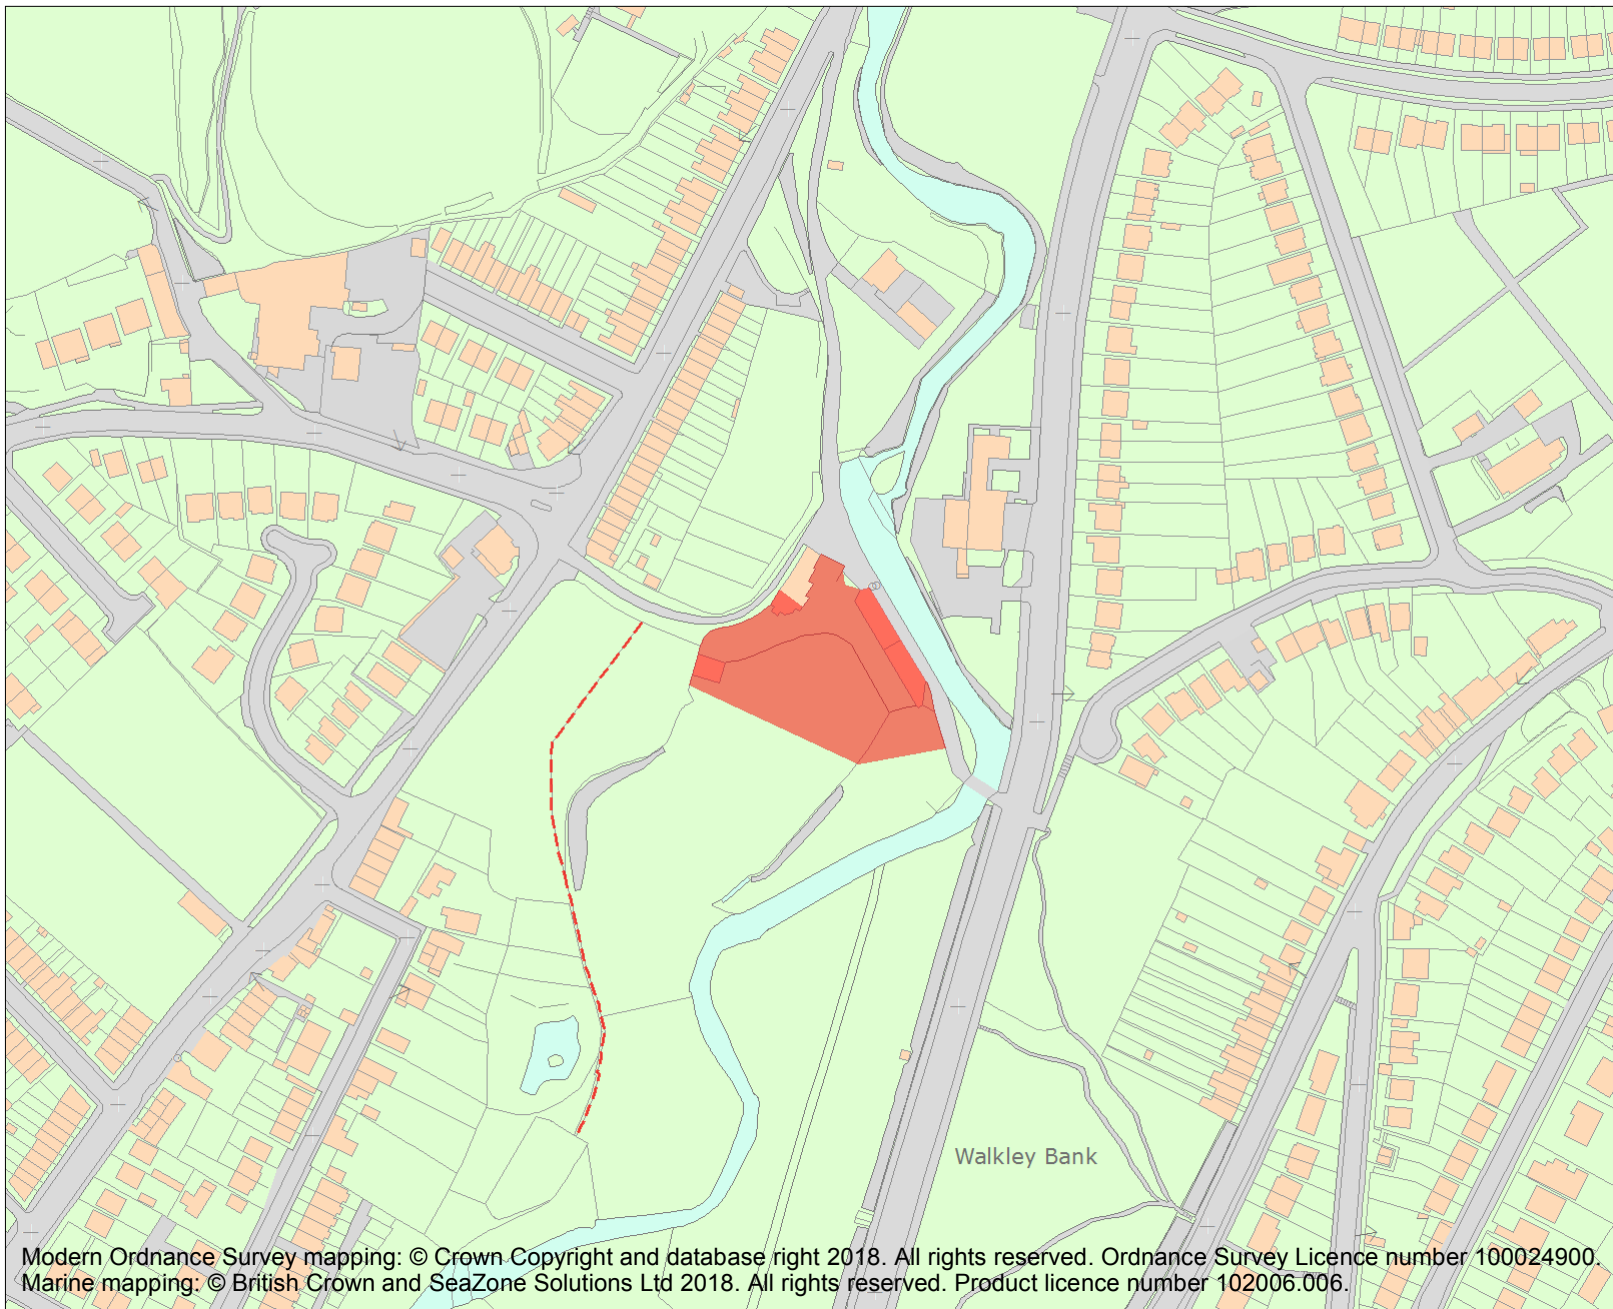 Walkley Bank
Modern Ordnance Survey mapping: © Crown Copyright and database right 2018. All rights reserved. Ordnance Survey Licence number 100024900.
Marine mapping: © British Crown and SeaZone Solutions Ltd 2018. All rights reserved. Product licence number 102006.006.